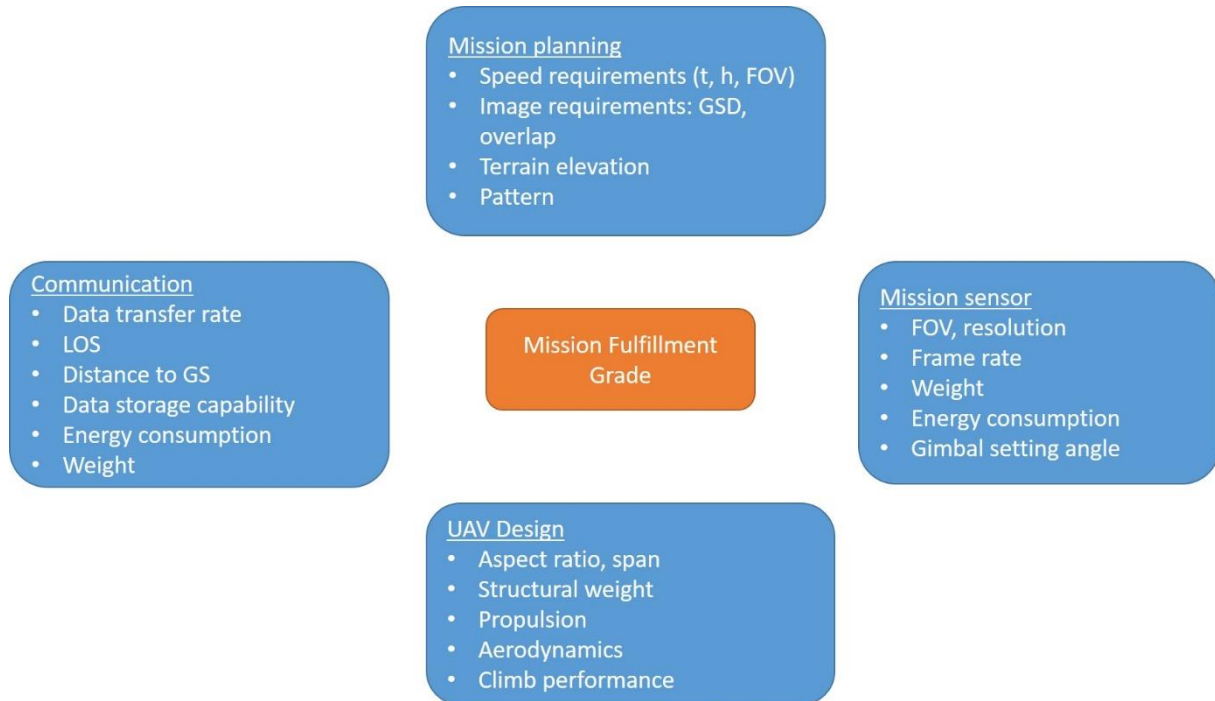 Mission planning
• Speed requirements (t, h, FOV)
• Image requirements: GSD,
overlap
• Terrain elevation
• Pattern
Communication
• Data transfer rate
• LOS
• Distance to GS
• Data storage capability
• Energy consumption
• Weight
Mission Fulfillment
Grade
Mission sensor
• FOV, resolution
• Frame rate
• Weight
• Energy consumption
• Gimbal setting angle
UAV Design
• Aspect ratio, span
• Structural weight
• Propulsion
• Aerodynamics
• Climb performance